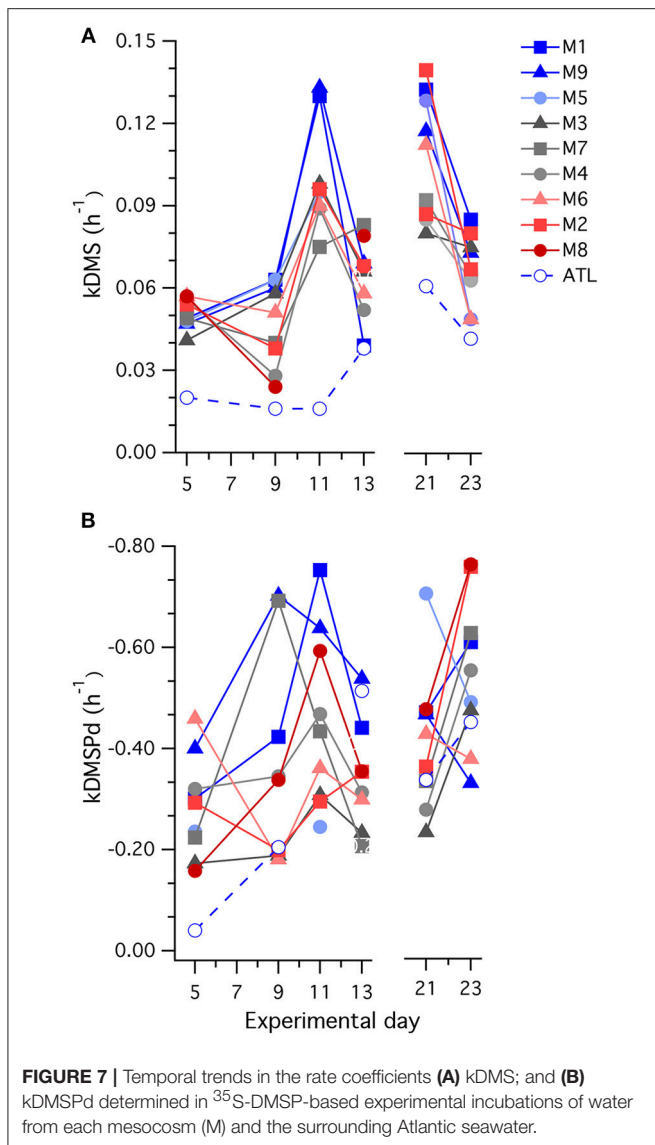 A
0.15
0.12
0.09
0.06
0.03
0.00
kDMS (h⁻¹)
5 7 9 11 13 21 23
M1
M9
M5
M3
M7
M4
M6
M2
M8
ATL
B
-0.80
-0.60
-0.40
-0.20
0.00
kDMSPd (h⁻¹)
5 7 9 11 13 21 23
Experimental day
FIGURE 7 | Temporal trends in the rate coefficients (A) kDMS; and (B)
kDMSPd determined in ³⁵S-DMSP-based experimental incubations of water
from each mesocosm (M) and the surrounding Atlantic seawater.